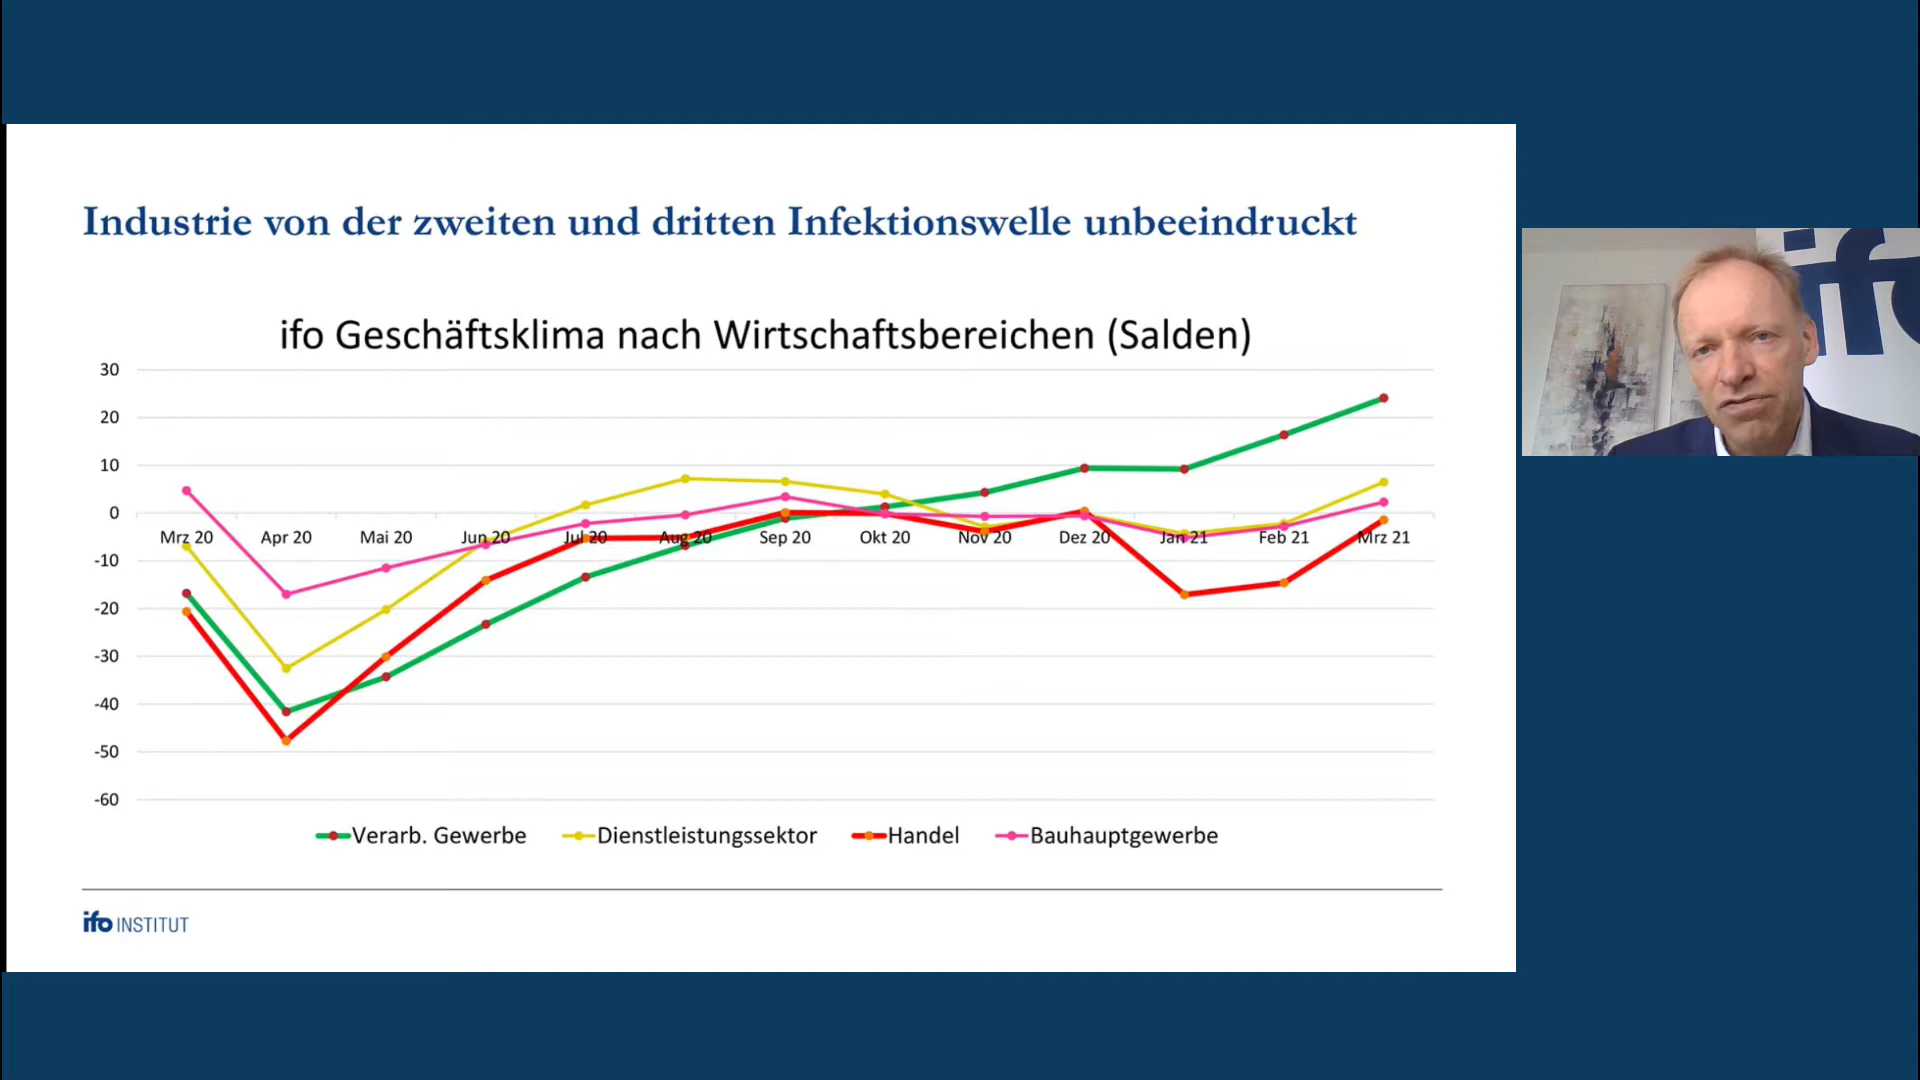 Industrie von der zweiten und dritten Infektionswelle unbeeindruckt
ifo Geschäftsklima nach Wirtschaftsbereichen (Salden)
30
20
10
0
-10
-20
-30
-40
-50
-60
Mrz 20 Apr 20 Mai 20 Jun 20 Jul 20 Aug 20 Sep 20 Okt 20 Nov 20 Dez 20 Jan 21 Feb 21 Mrz 21
Verarb. Gewerbe Dienstleistungssektor Handel Bauhauptgewerbe
ifo INSTITUT
ifo